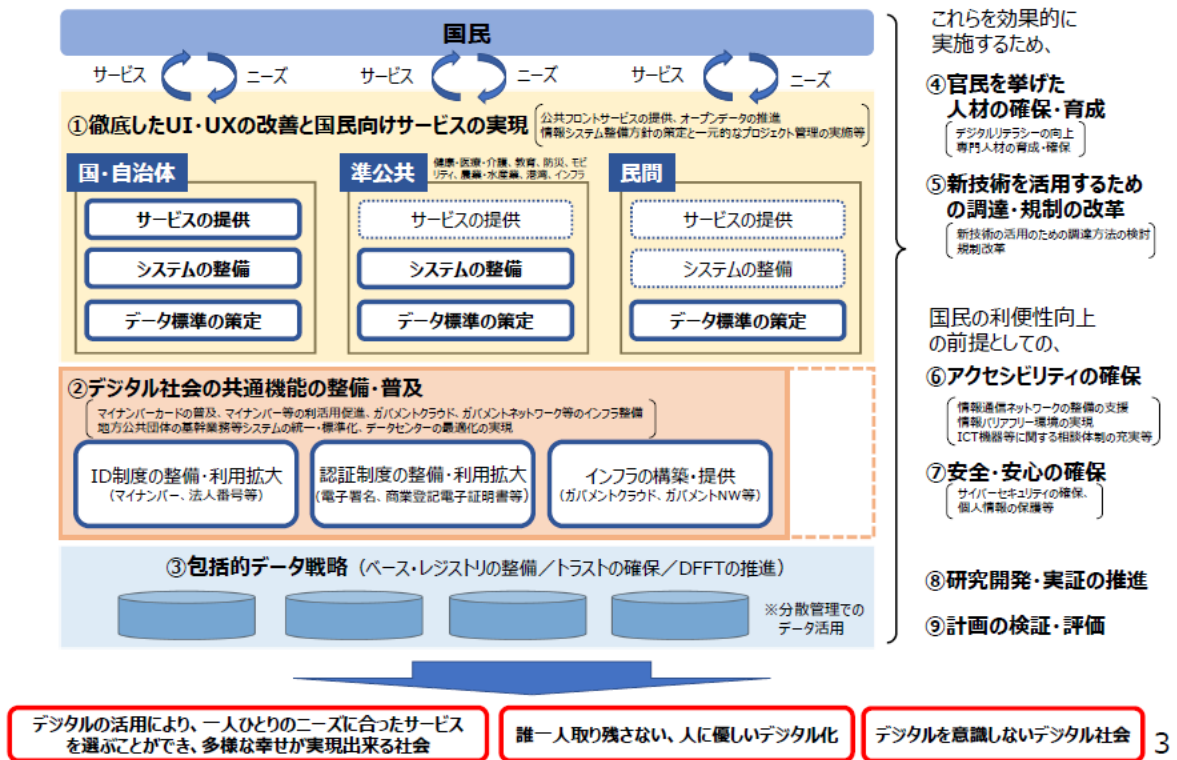 国民
サービス
ニーズ
サービス
ニーズ
サービス
ニーズ
①徹底したUI・UXの改善と国民向けサービスの実現
公共フロントサービスの提供、オープンデータの推進
情報システム整備方針の策定と一元的なプロジェクト管理の実施等
国・自治体
サービスの提供
システムの整備
データ標準の策定
準公共
健康・医療・介護、教育、防災、モビ
リティ、農業・水産業、港湾、インフラ
サービスの提供
システムの整備
データ標準の策定
民間
サービスの提供
システムの整備
データ標準の策定
②デジタル社会の共通機能の整備・普及
マイナンバーカードの普及、マイナンバー等の利活用促進、ガバメントクラウド、ガバメントネットワーク等のインフラ整備
地方公共団体の基幹業務等システムの統一・標準化、データセンターの最適化の実現
ID制度の整備・利用拡大
(マイナンバー、法人番号等)
認証制度の整備・利用拡大
(電子署名、商業登記電子証明書等)
インフラの構築・提供
(ガバメントクラウド、ガバメントNW等)
③包括的データ戦略（ベース・レジストリの整備／トラストの確保／DFFTの推進）
※分散管理での
データ活用
これらを効果的に
実施するため、
④官民を挙げた
人材の確保・育成
デジタルリテラシーの向上
専門人材の育成・確保
⑤新技術を活用するため
の調達・規制の改革
新技術の活用のための調達方法の検討
規制改革
国民の利便性向上
の前提としての、
⑥アクセシビリティの確保
情報通信ネットワークの整備の支援
情報バリアフリー環境の実現
ICT機器等に関する相談体制の充実等
⑦安全・安心の確保
サイバーセキュリティの確保、
個人情報の保護等
⑧研究開発・実証の推進
⑨計画の検証・評価
デジタルの活用により、一人ひとりのニーズに合ったサービス
を選ぶことができ、多様な幸せが実現出来る社会
誰一人取り残さない、人に優しいデジタル化
デジタルを意識しないデジタル社会
3